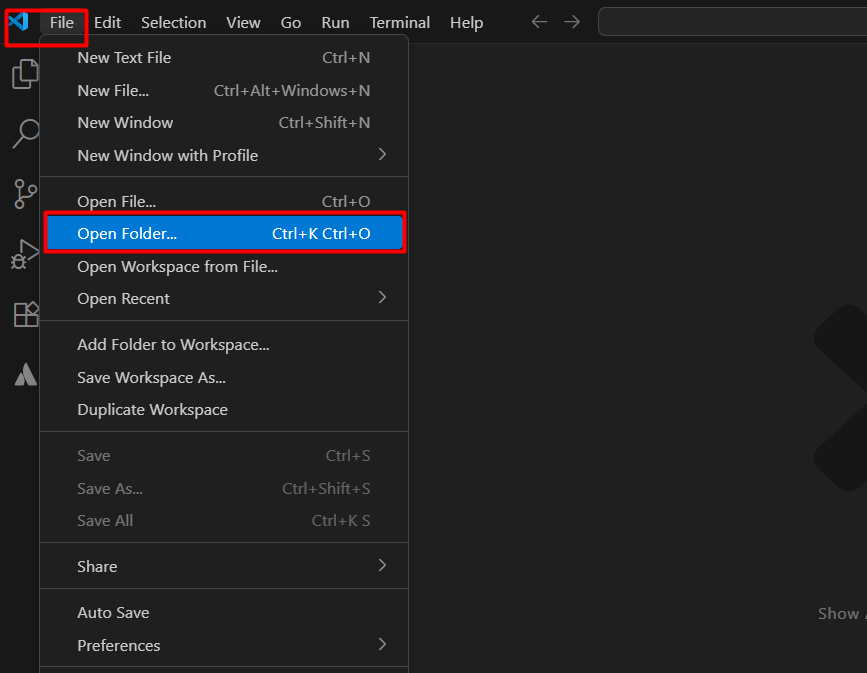 File Edit Selection View Go Run Terminal Help
New Text File Ctrl+N
New File... Ctrl+Alt+Windows+N
New Window Ctrl+Shift+N
New Window with Profile
Open File... Ctrl+O
Open Folder... Ctrl+K Ctrl+O
Open Workspace from File...
Open Recent
Add Folder to Workspace...
Save Workspace As...
Duplicate Workspace
Save Ctrl+S
Save As... Ctrl+Shift+S
Save All Ctrl+K S
Share
Auto Save
Preferences
Show